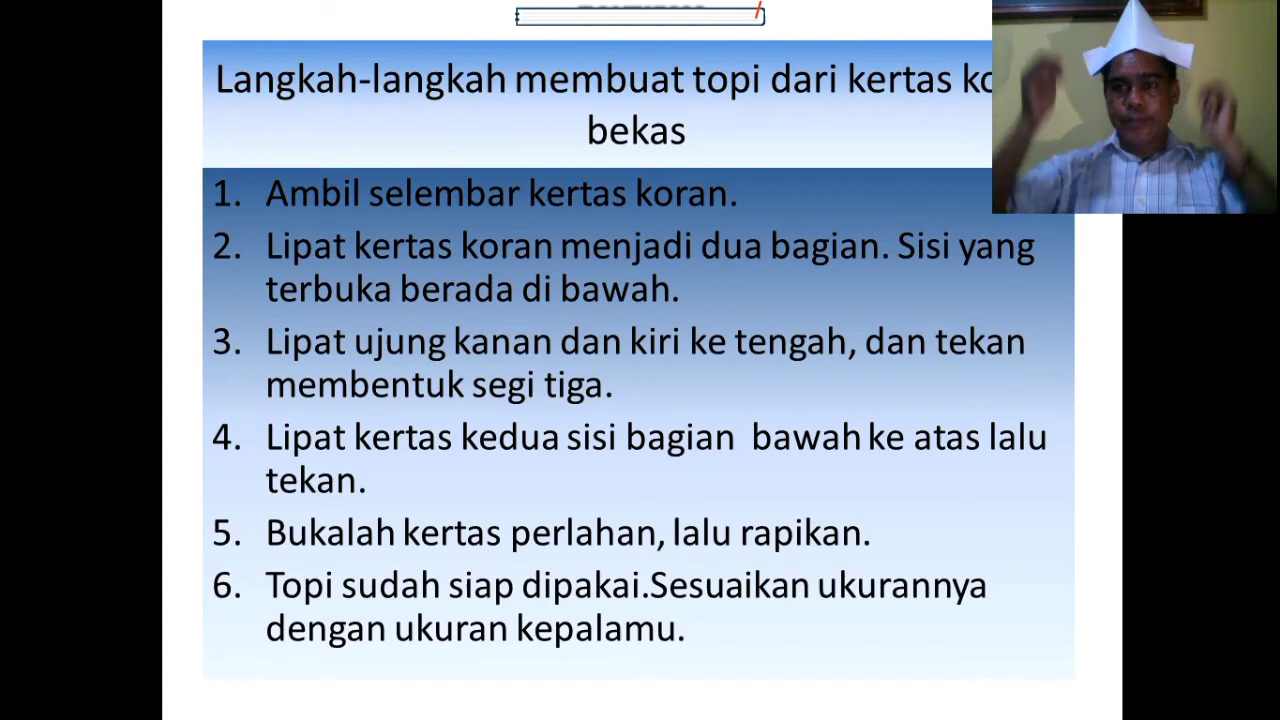 Langkah-langkah membuat topi dari kertas
bekas
1. Ambil selembar kertas koran.
2. Lipat kertas koran menjadi dua bagian. Sisi yang
terbuka berada di bawah.
3. Lipat ujung kanan dan kiri ke tengah, dan tekan
membentuk segi tiga.
4. Lipat kertas kedua sisi bagian bawah ke atas lalu
tekan.
5. Bukalah kertas perlahan, lalu rapikan.
6. Topi sudah siap dipakai.Sesuaikan ukurannya
dengan ukuran kepalamu.